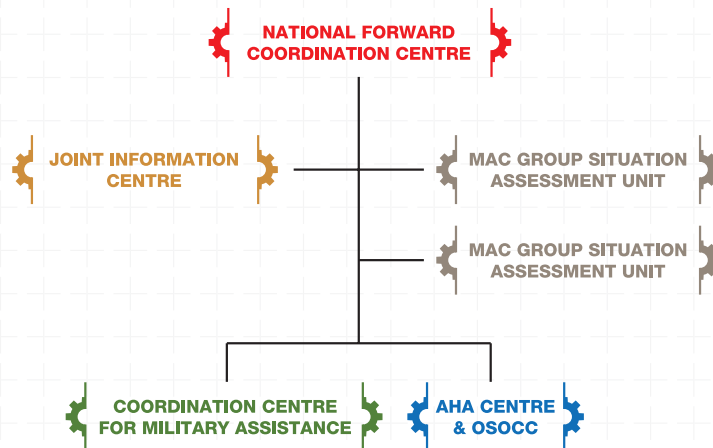 NATIONAL FORWARD
COORDINATION CENTRE
JOINT INFORMATION
CENTRE
MAC GROUP SITUATION
ASSESSMENT UNIT
MAC GROUP SITUATION
ASSESSMENT UNIT
COORDINATION CENTRE
FOR MILITARY ASSISTANCE
AHA CENTRE
& OSOCC